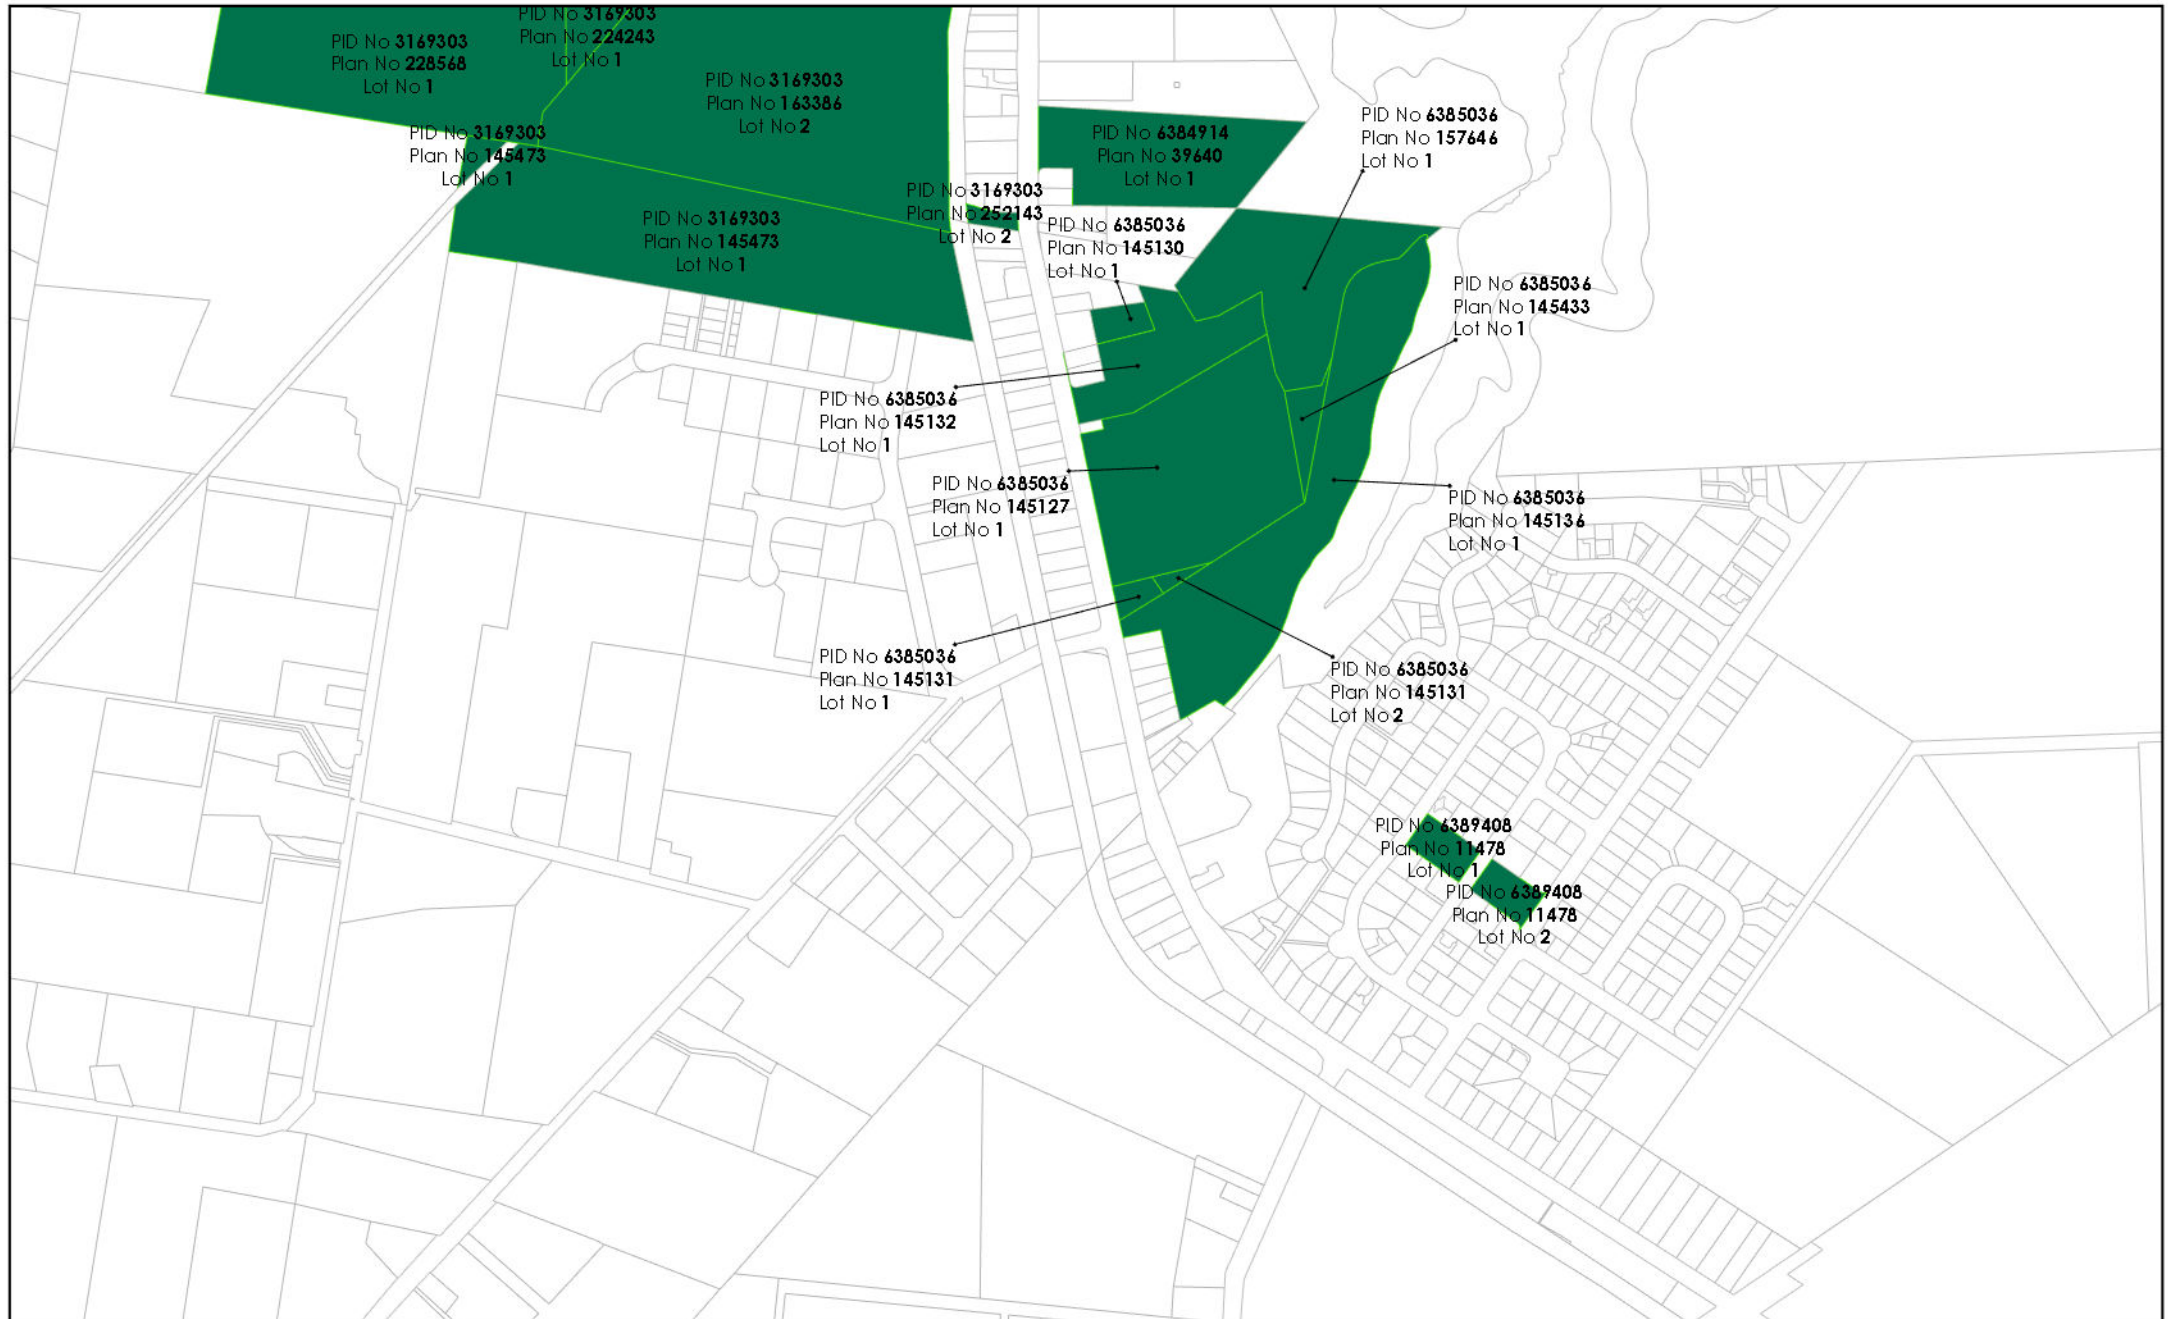 PID No 3169303
Plan No 224243
Lot No 1
PID No 3169303
Plan No 228568
Lot No 1
PID No 3169303
Plan No 163386
Lot No 2
PID No 3169303
Plan No 145473
Lot No 1
PID No 6384914
Plan No 39640
Lot No 1
PID No 6385036
Plan No 157646
Lot No 1
PID No 3169303
Plan No 145473
Lot No 1
PID No 3169303
Plan No 252143
Lot No 2
PID No 6385036
Plan No 145130
Lot No 1
PID No 6385036
Plan No 145433
Lot No 1
PID No 6385036
Plan No 145132
Lot No 1
PID No 6385036
Plan No 145127
Lot No 1
PID No 6385036
Plan No 145136
Lot No 1
PID No 6385036
Plan No 145131
Lot No 1
PID No 6385036
Plan No 145131
Lot No 2
PID No 6389408
Plan No 11478
Lot No 1
PID No 6389408
Plan No 11478
Lot No 2